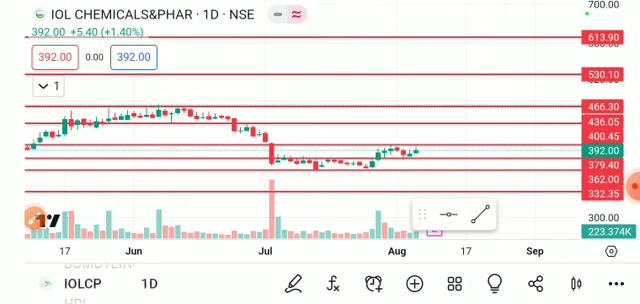 IOL CHEMICALS&PHAR · 1D · NSE
392.00 +5.40 (+1.40%)
392.00 0.00 392.00
1
700.00
613.90
530.10
466.30
436.05
400.45
392.00
379.40
362.00
332.35
300.00
223.374K
17 Jun Jul Aug 17 Sep
IOLCP 1D